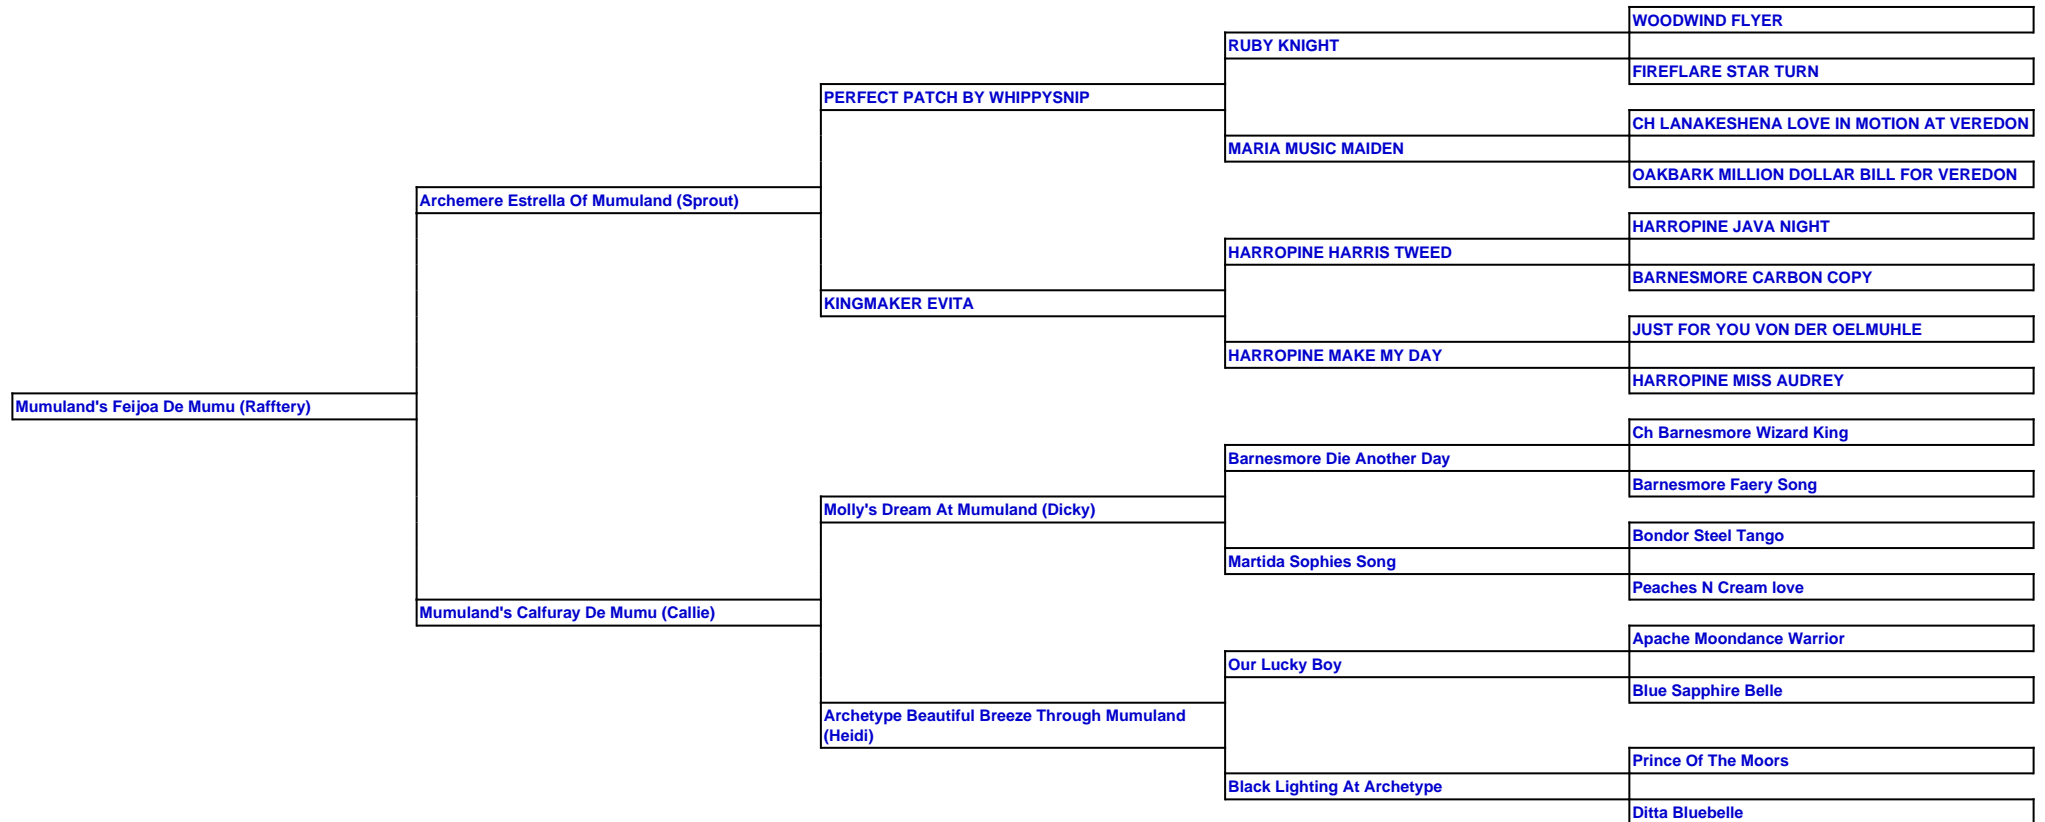 WOODWIND FLYER
RUBY KNIGHT
FIREFLARE STAR TURN
PERFECT PATCH BY WHIPPYSNIP
CH LANAKESHENA LOVE IN MOTION AT VEREDON
MARIA MUSIC MAIDEN
OAKBARK MILLION DOLLAR BILL FOR VEREDON
Archemere Estrella Of Mumuland (Sprout)
HARROPINE JAVA NIGHT
HARROPINE HARRIS TWEED
BARNESMORE CARBON COPY
KINGMAKER EVITA
JUST FOR YOU VON DER OELMUHLE
HARROPINE MAKE MY DAY
HARROPINE MISS AUDREY
Mumuland's Feijoa De Mumu (Rafftery)
Ch Barnesmore Wizard King
Barnesmore Die Another Day
Barnesmore Faery Song
Molly's Dream At Mumuland (Dicky)
Bondor Steel Tango
Martida Sophies Song
Peaches N Cream love
Mumuland's Calfuray De Mumu (Callie)
Apache Moondance Warrior
Our Lucky Boy
Blue Sapphire Belle
Archetype Beautiful Breeze Through Mumuland
(Heidi)
Prince Of The Moors
Black Lighting At Archetype
Ditta Bluebelle